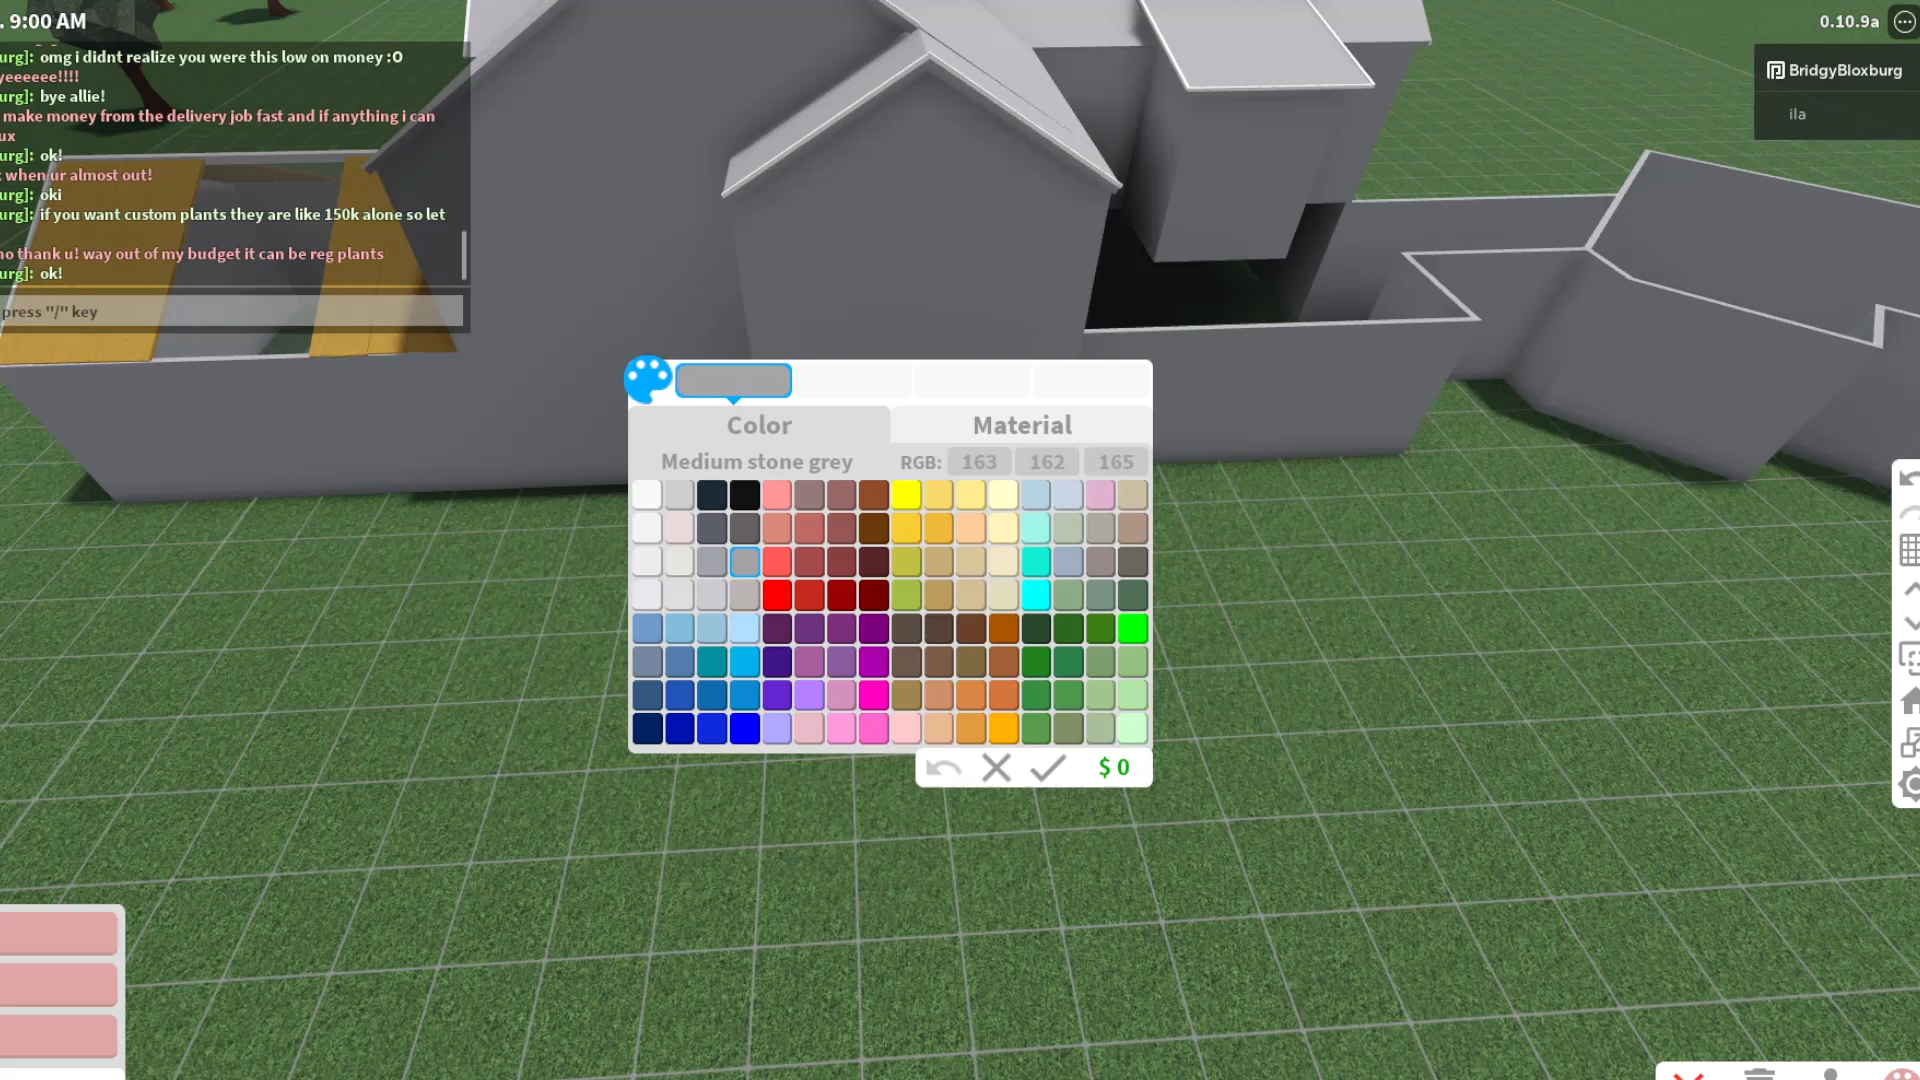 . 9:00 AM
0.10.9a
urg]: omg i didnt realize you were this low on money :O
yeeeeee!!!!
urg]: bye allie!
make money from the delivery job fast and if anything i can
ux
urg]: ok!
when ur almost out!
urg]: oki
urg]: if you want custom plants they are like 150k alone so let
no thank u! way out of my budget it can be reg plants
urg]: ok!
press "/" key
BridgyBloxburg
ila
Color
Material
Medium stone grey
RGB: 163 162 165
$ 0